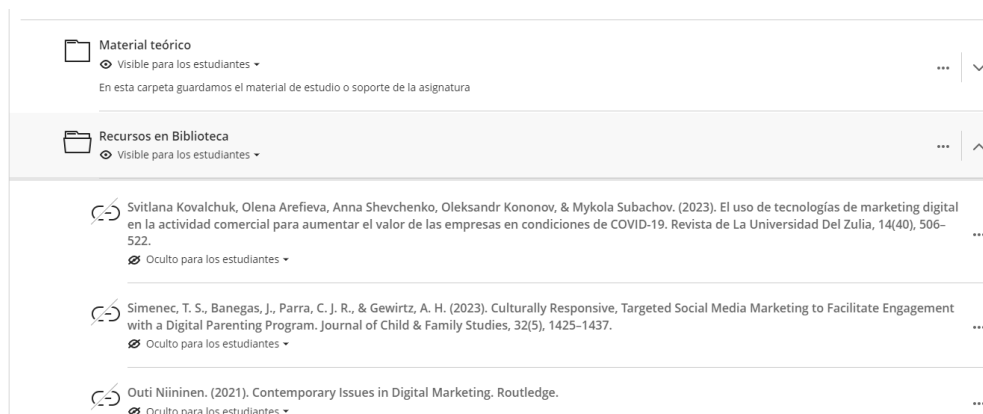 Material teórico
Visible para los estudiantes
En esta carpeta guardamos el material de estudio o soporte de la asignatura
Recursos en Biblioteca
Visible para los estudiantes
Svitlana Kovalchuk, Olena Arefieva, Anna Shevchenko, Oleksandr Kononov, & Mykola Subachov. (2023). El uso de tecnologías de marketing digital
en la actividad comercial para aumentar el valor de las empresas en condiciones de COVID-19. Revista de La Universidad Del Zulia, 14(40), 506–
522.
Oculto para los estudiantes
Simenec, T. S., Banegas, J., Parra, C. J. R., & Gewirtz, A. H. (2023). Culturally Responsive, Targeted Social Media Marketing to Facilitate Engagement
with a Digital Parenting Program. Journal of Child & Family Studies, 32(5), 1425–1437.
Oculto para los estudiantes
Outi Niininen. (2021). Contemporary Issues in Digital Marketing. Routledge.
Oculto para los estudiantes